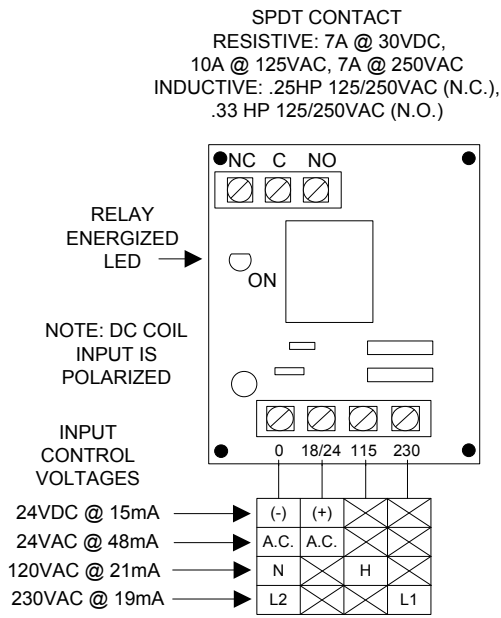 SPDT CONTACT
RESISTIVE: 7A @ 30VDC,
10A @ 125VAC, 7A @ 250VAC
INDUCTIVE: .25HP 125/250VAC (N.C.),
.33 HP 125/250VAC (N.O.)
NC C NO
RELAY
ENERGIZED
LED
ON
NOTE: DC COIL
INPUT IS
POLARIZED
INPUT
CONTROL
VOLTAGES
0 18/24 115 230
24VDC @ 15mA (-) (+)
24VAC @ 48mA A.C. A.C.
120VAC @ 21mA N H
230VAC @ 19mA L2 L1